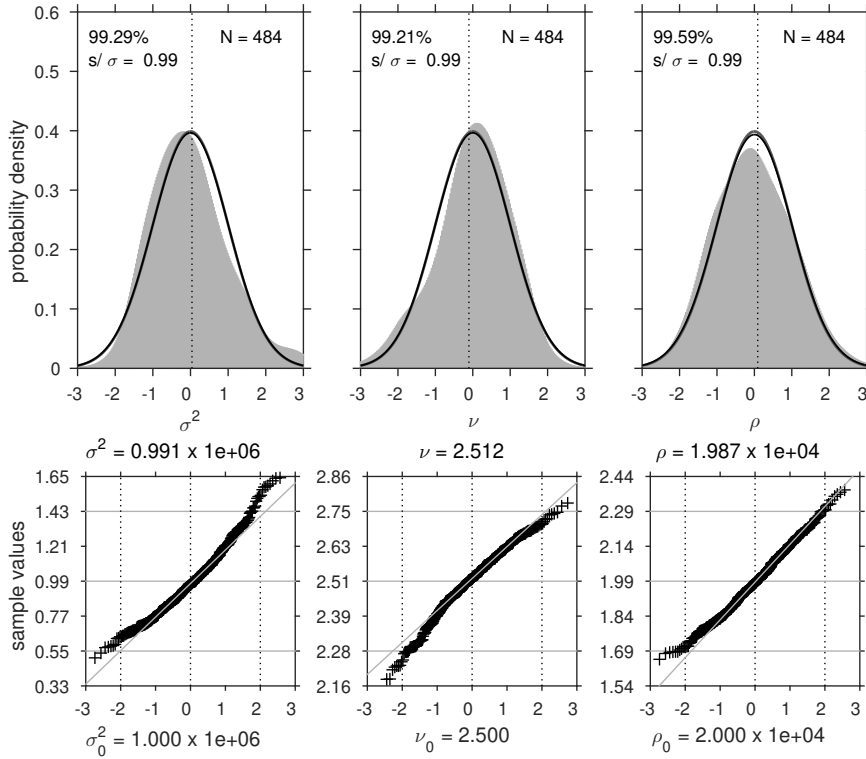 0.6
0.5
0.4
0.3
0.2
0.1
0
probability density
99.29%
N = 484
s/ σ = 0.99
99.21%
N = 484
s/ σ = 0.99
99.59%
N = 484
s/ σ = 0.99
-3 -2 -1 0 1 2 3
-3 -2 -1 0 1 2 3
-3 -2 -1 0 1 2 3
σ²
ν
ρ
σ² = 0.991 x 1e+06
ν = 2.512
ρ = 1.987 x 1e+04
sample values
1.65
1.43
1.21
0.99
0.77
0.55
0.33
2.86
2.75
2.63
2.51
2.39
2.28
2.16
2.44
2.29
2.14
1.99
1.84
1.69
1.54
-3 -2 -1 0 1 2 3
-3 -2 -1 0 1 2 3
-3 -2 -1 0 1 2 3
σ₀² = 1.000 x 1e+06
ν₀ = 2.500
ρ₀ = 2.000 x 1e+04